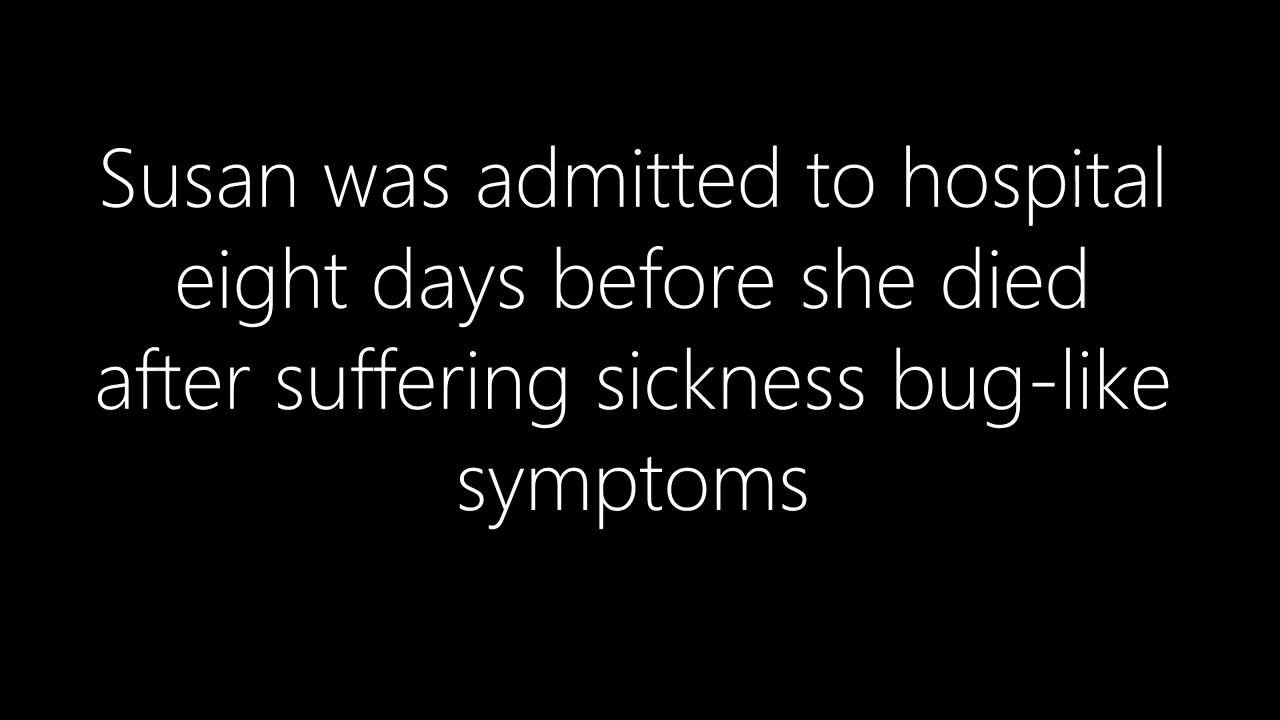 Susan was admitted to hospital
eight days before she died
after suffering sickness bug-like
symptoms